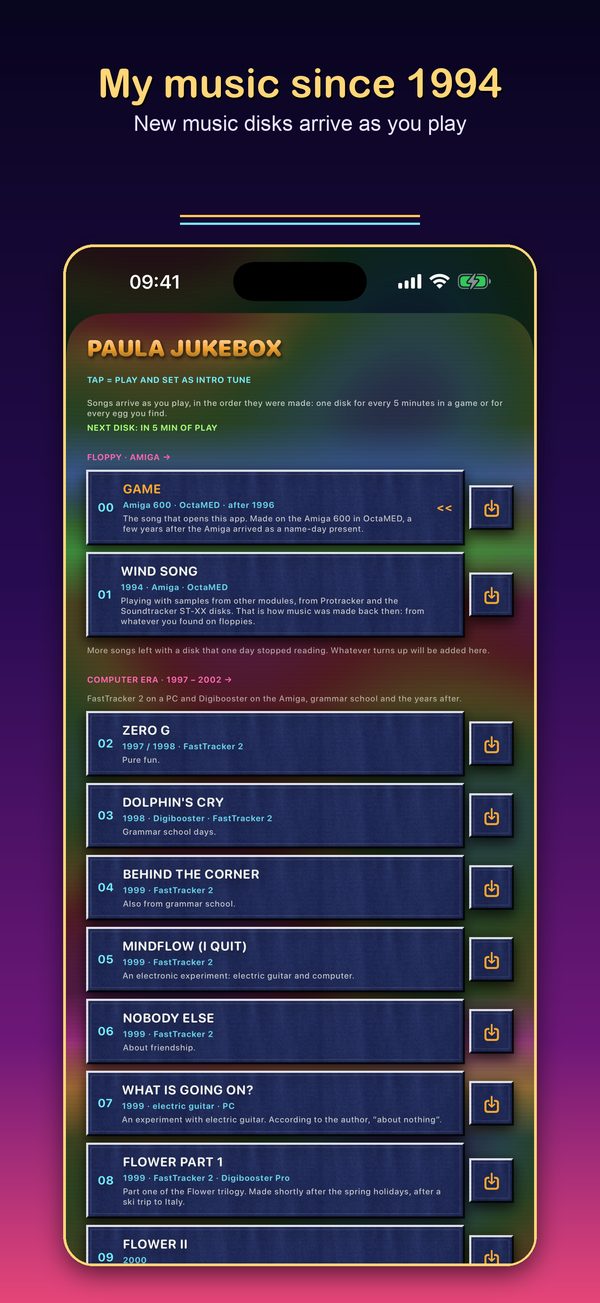 My music since 1994
New music disks arrive as you play
09:41
PAULA JUKEBOX
TAP = PLAY AND SET AS INTRO TUNE
Songs arrive as you play, in the order they were made: one disk for every 5 minutes in a game or for
every egg you find.
NEXT DISK: IN 5 MIN OF PLAY
FLOPPY · AMIGA →
00
GAME
Amiga 600 · OctaMED · after 1996
The song that opens this app. Made on the Amiga 600 in OctaMED, a
few years after the Amiga arrived as a name-day present.
<<
01
WIND SONG
1994 · Amiga · OctaMED
Playing with samples from other modules, from Protracker and the
Soundtracker ST-XX disks. That is how music was made back then: from
whatever you found on floppies.
More songs left with a disk that one day stopped reading. Whatever turns up will be added here.
COMPUTER ERA · 1997 – 2002 →
FastTracker 2 on a PC and Digibooster on the Amiga, grammar school and the years after.
02
ZERO G
1997 / 1998 · FastTracker 2
Pure fun.
03
DOLPHIN'S CRY
1998 · Digibooster · FastTracker 2
Grammar school days.
04
BEHIND THE CORNER
1999 · FastTracker 2
Also from grammar school.
05
MINDFLOW (I QUIT)
1999 · FastTracker 2
An electronic experiment: electric guitar and computer.
06
NOBODY ELSE
1999 · FastTracker 2
About friendship.
07
WHAT IS GOING ON?
1999 · electric guitar · PC
An experiment with electric guitar. According to the author, "about nothing".
08
FLOWER PART 1
1999 · FastTracker 2 · Digibooster Pro
Part one of the Flower trilogy. Made shortly after the spring holidays, after a
ski trip to Italy.
09
FLOWER II
2000